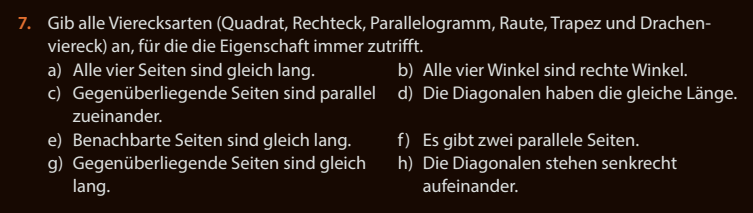 7. Gib alle Vierecksarten (Quadrat, Rechteck, Parallelogramm, Raute, Trapez und Drachen-
viereck) an, für die die Eigenschaft immer zutrifft.
a) Alle vier Seiten sind gleich lang.
b) Alle vier Winkel sind rechte Winkel.
c) Gegenüberliegende Seiten sind parallel
zueinander.
d) Die Diagonalen haben die gleiche Länge.
e) Benachbarte Seiten sind gleich lang.
f) Es gibt zwei parallele Seiten.
g) Gegenüberliegende Seiten sind gleich
lang.
h) Die Diagonalen stehen senkrecht
aufeinander.